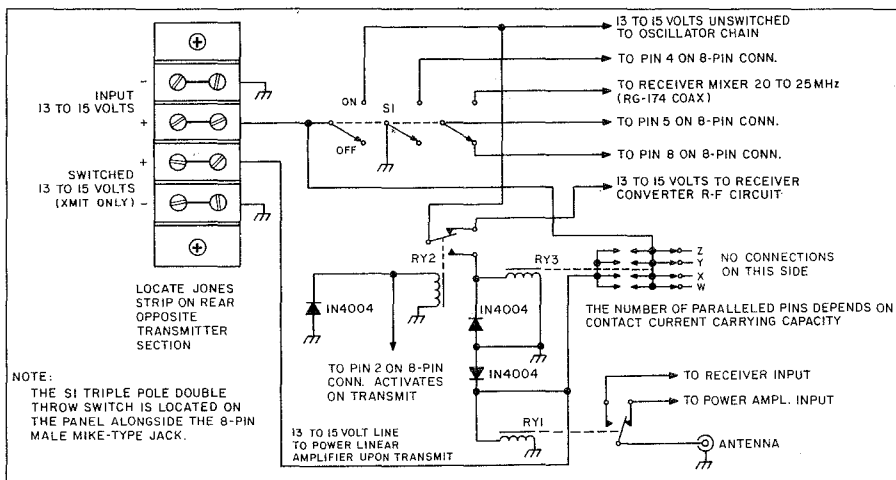 INPUT
13 TO 15 VOLTS
-
+
SWITCHED
13 TO 15 VOLTS
(XMIT ONLY)
+
-
LOCATE JONES
STRIP ON REAR
OPPOSITE
TRANSMITTER
SECTION
NOTE:
THE S1 TRIPLE POLE DOUBLE
THROW SWITCH IS LOCATED ON
THE PANEL ALONGSIDE THE 8-PIN
MALE MIKE-TYPE JACK.
ON
S1
OFF
13 TO 15 VOLTS UNSWITCHED
TO OSCILLATOR CHAIN
TO PIN 4 ON 8-PIN CONN.
TO RECEIVER MIXER 20 TO 25MHz
(RG-174 COAX)
TO PIN 5 ON 8-PIN CONN.
TO PIN 8 ON 8-PIN CONN.
13 TO 15 VOLTS TO RECEIVER
CONVERTER R-F CIRCUIT
RY2
RY3
Z
Y
X
W
NO CONNECTIONS
ON THIS SIDE
THE NUMBER OF PARALLELED PINS DEPENDS ON
CONTACT CURRENT CARRYING CAPACITY
IN4004
IN4004
IN4004
TO PIN 2 ON 8-PIN
CONN. ACTIVATES
ON TRANSMIT
13 TO 15 VOLT LINE
TO POWER LINEAR
AMPLIFIER UPON TRANSMIT
RY1
TO RECEIVER INPUT
TO POWER AMPL. INPUT
ANTENNA